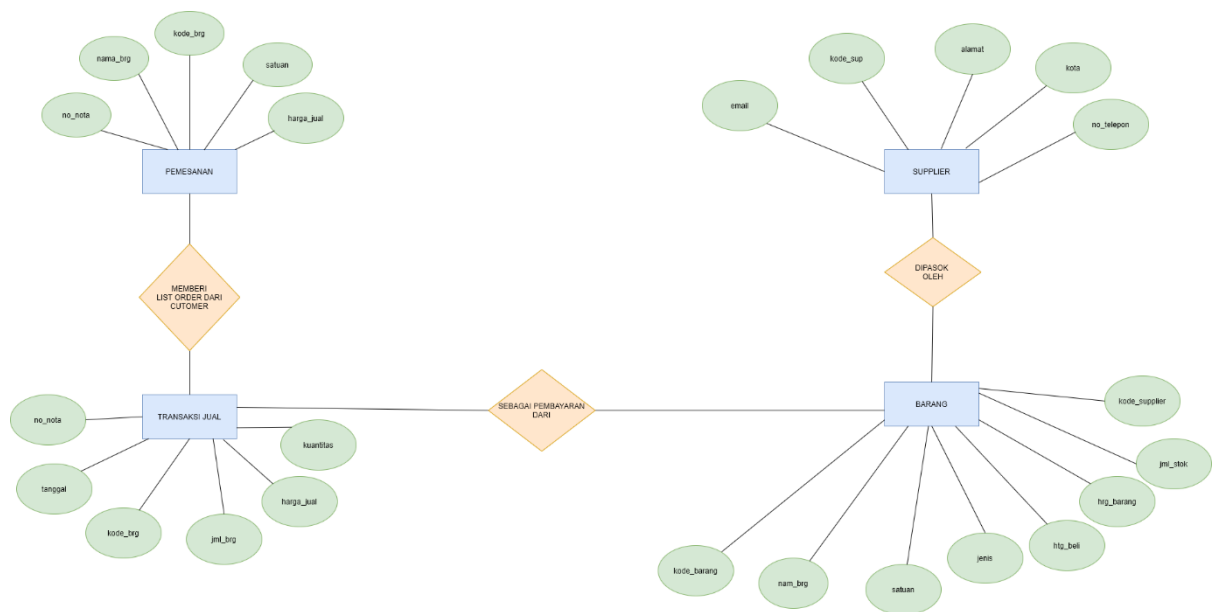 kode_brg
nama_brg
satuan
no_nota
harga_jual
PEMESANAN
alamat
kode_sup
kota
email
no_telepon
SUPPLIER
MEMBERI
LIST ORDER DARI
CUTOMER
DIPASOK
OLEH
no_nota
TRANSAKSI JUAL
kuantitas
tanggal
harga_jual
kode_brg
jml_brg
SEBAGAI PEMBAYARAN
DARI
BARANG
kode_supplier
jml_stok
hrg_barang
htg_beli
jenis
kode_barang
nam_brg
satuan